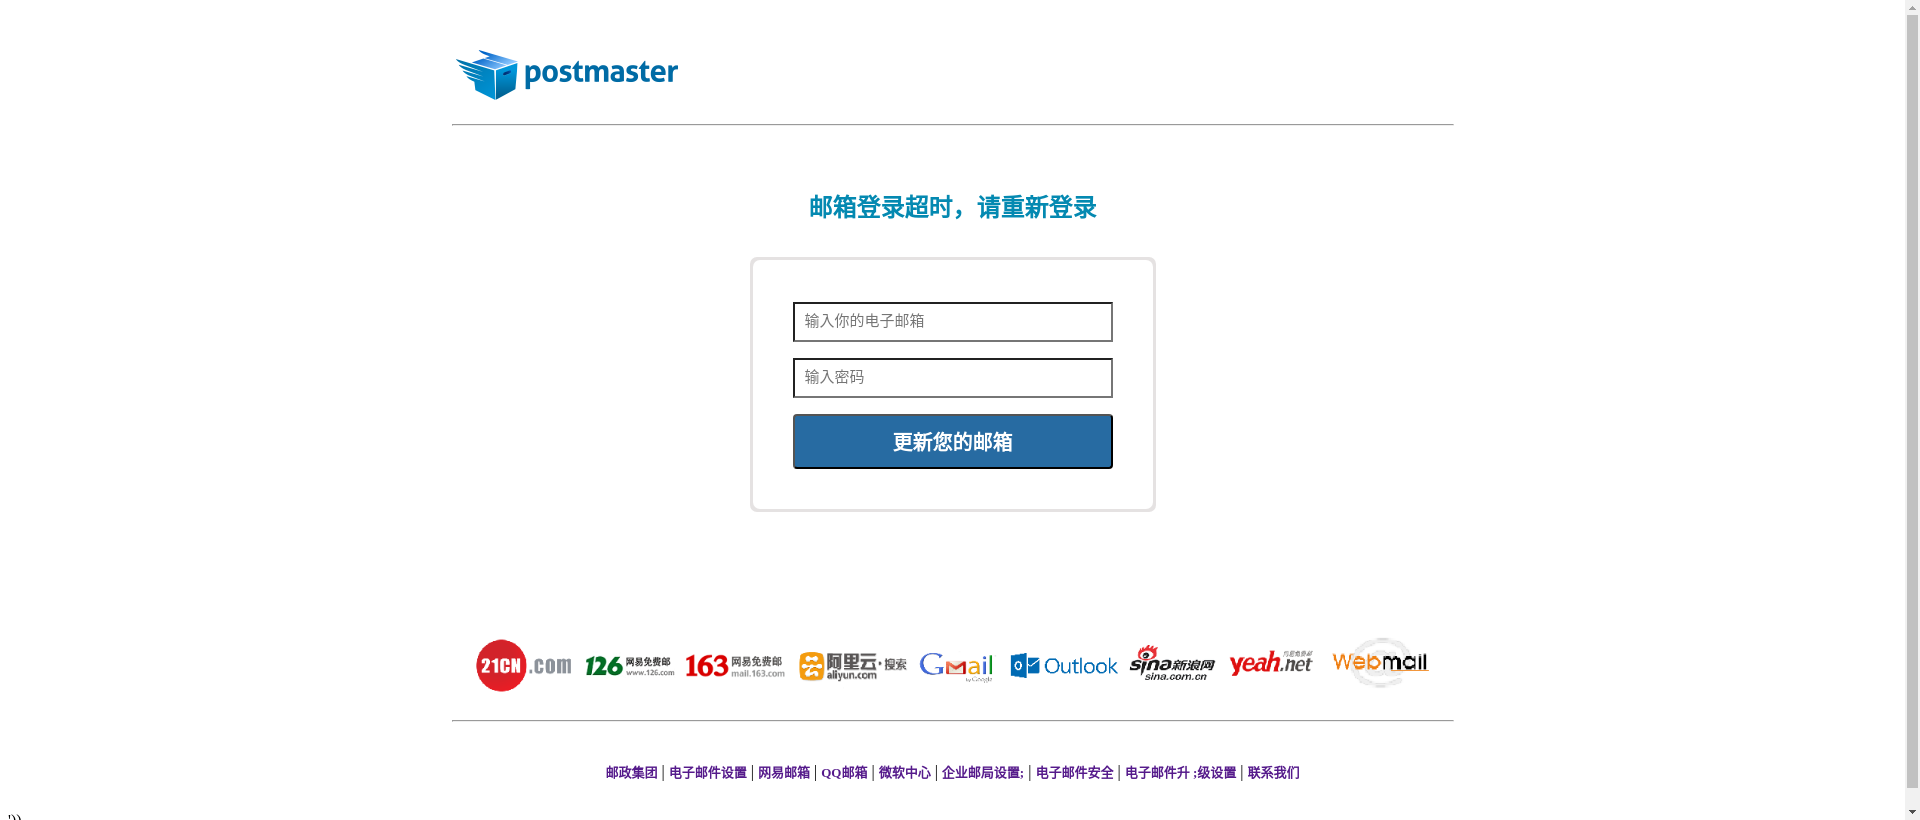 postmaster
邮箱登录超时，请重新登录
输入你的电子邮箱
输入密码
更新您的邮箱
21CN.com 126 网易免费邮 www.126.com 163 网易免费邮 mail.163.com 阿里云·搜索 aliyun.com Gmail by Google Outlook sina新浪网 sina.com.cn yeah.net Webmail
邮政集团 | 电子邮件设置 | 网易邮箱 | QQ邮箱 | 微软中心 | 企业邮局设置; | 电子邮件安全 | 电子邮件升 ;级设置 | 联系我们
'))